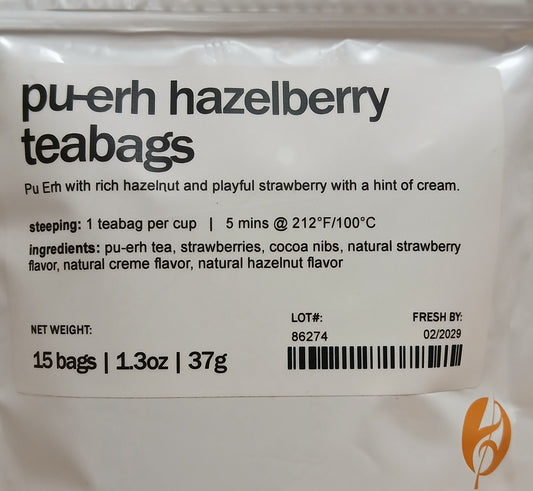 pu-erh hazelberry
teabags
Pu Erh with rich hazelnut and playful strawberry with a hint of cream.
steeping: 1 teabag per cup | 5 mins @ 212°F/100°C
ingredients: pu-erh tea, strawberries, cocoa nibs, natural strawberry
flavor, natural creme flavor, natural hazelnut flavor
NET WEIGHT:
15 bags | 1.3oz | 37g
LOT#:
86274
FRESH BY:
02/2029